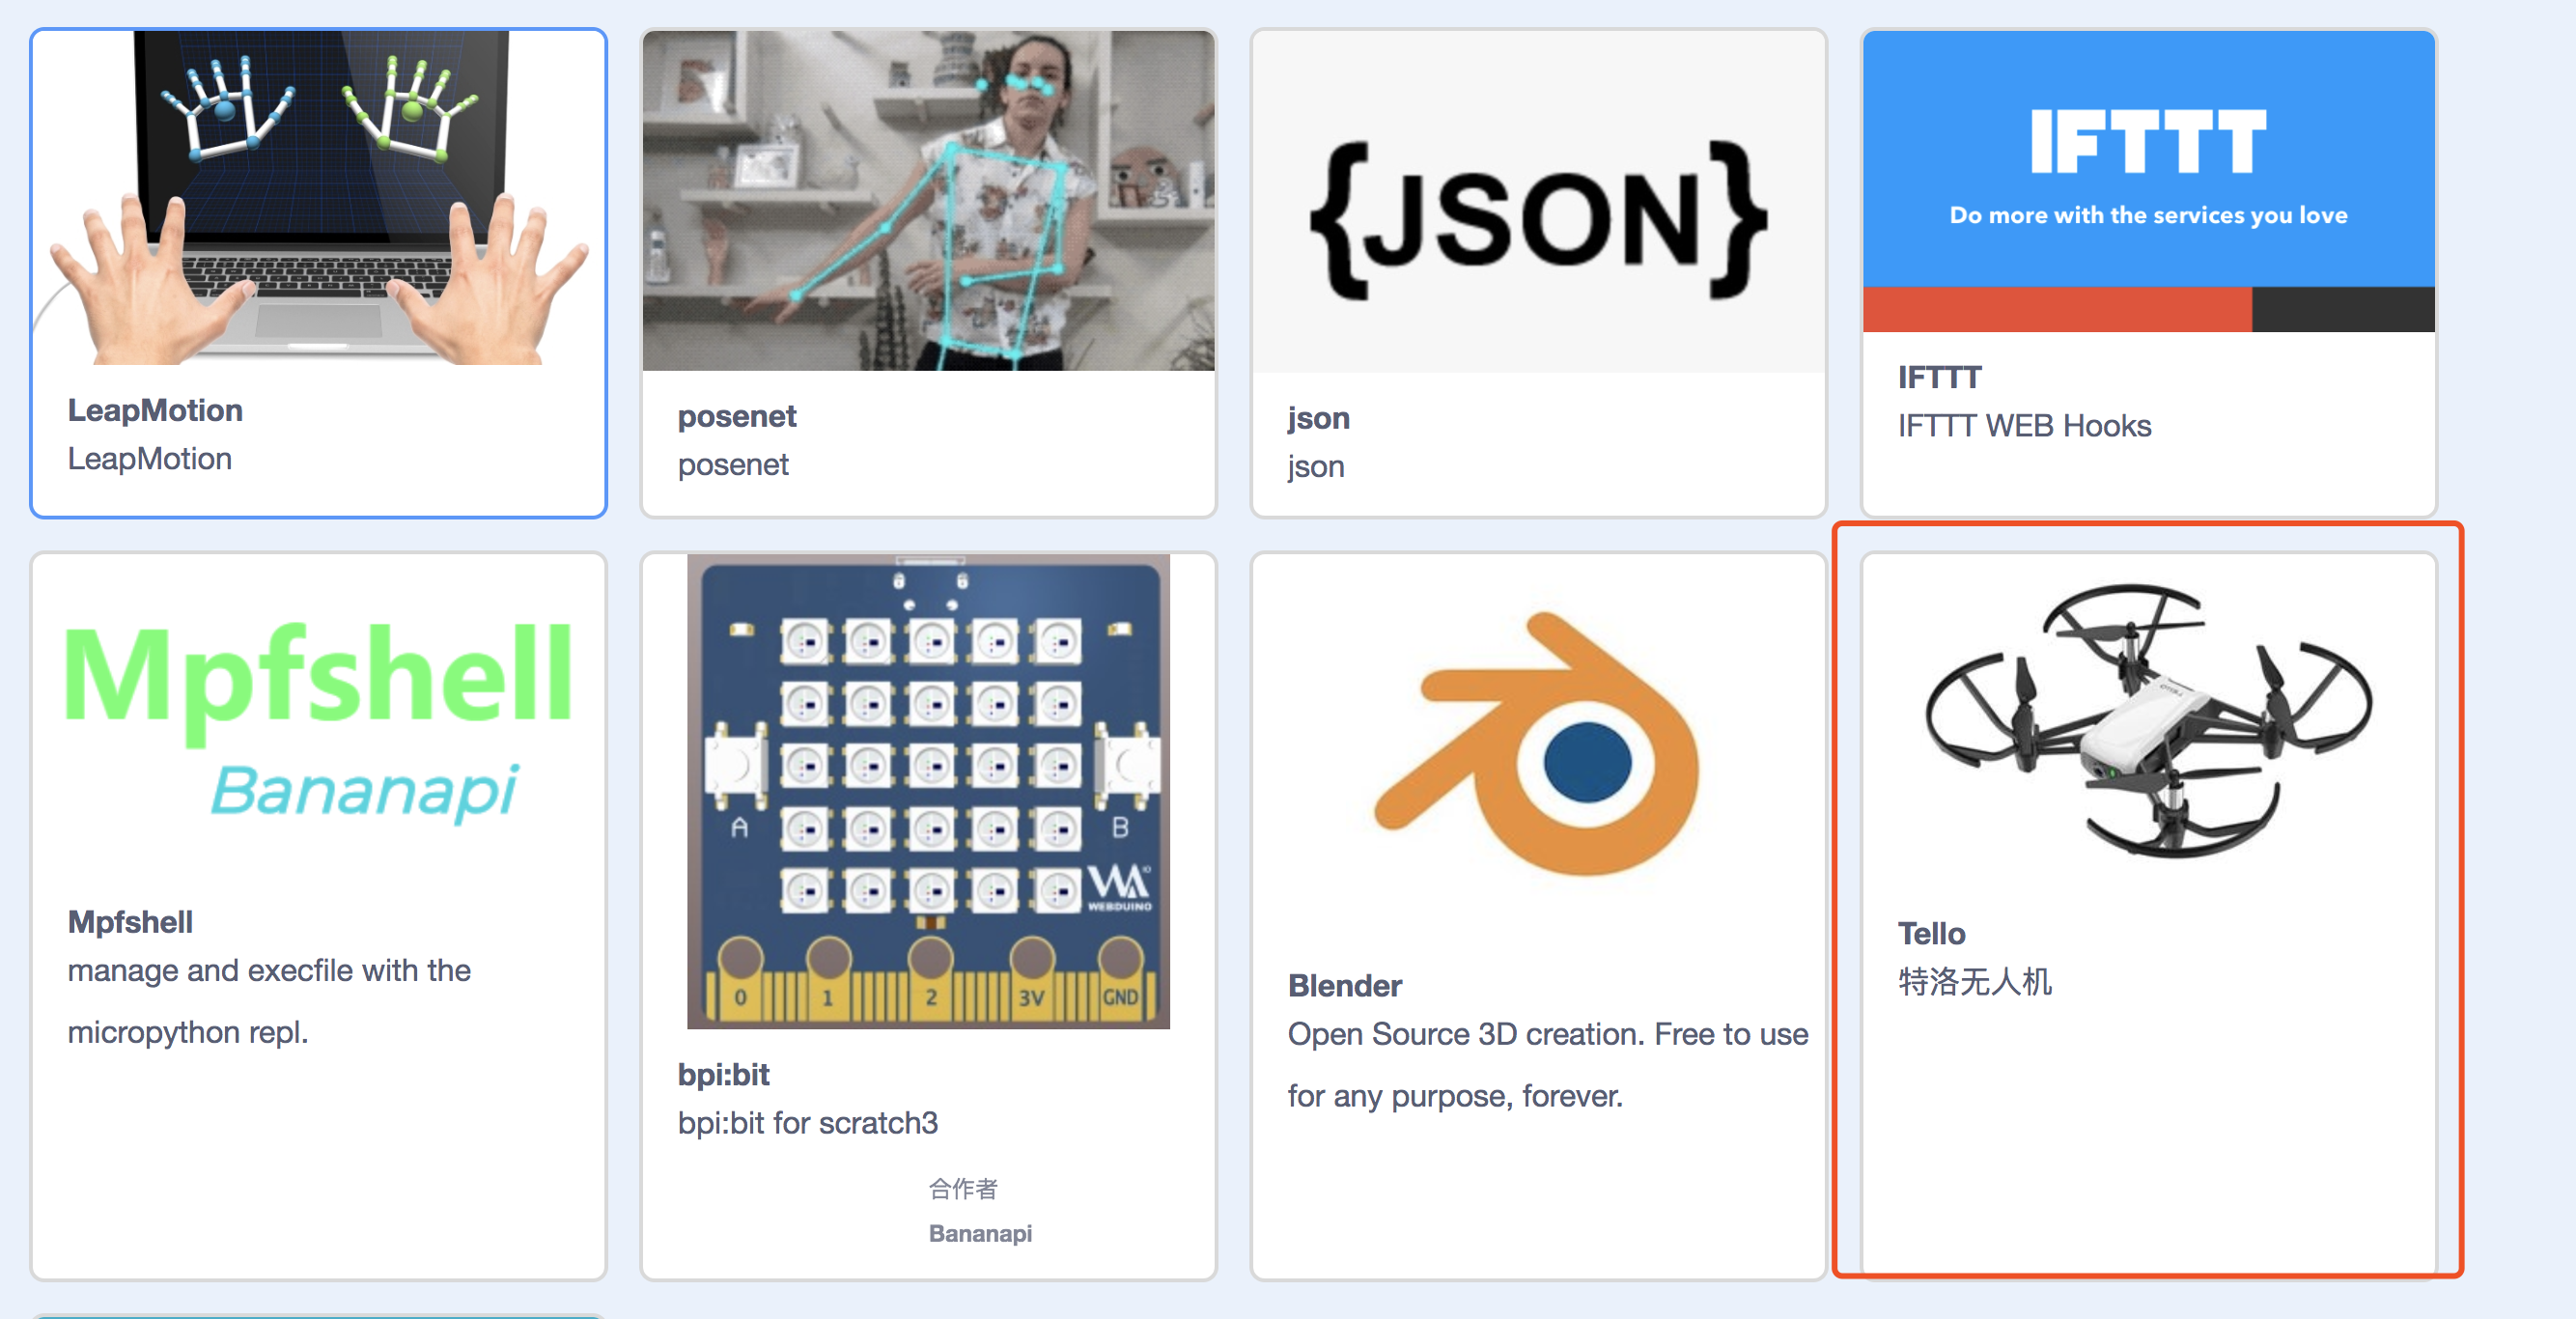 {JSON}
IFTTT
Do more with the services you love
LeapMotion
LeapMotion
posenet
posenet
json
json
IFTTT
IFTTT WEB Hooks
Mpfshell
Bananapi
Mpfshell
manage and execfile with the
micropython repl.
A
B
WEBDUINO
0 1 2 3V GND
bpi:bit
bpi:bit for scratch3
合作者
Bananapi
Blender
Open Source 3D creation. Free to use
for any purpose, forever.
TELLO
Tello
特洛无人机